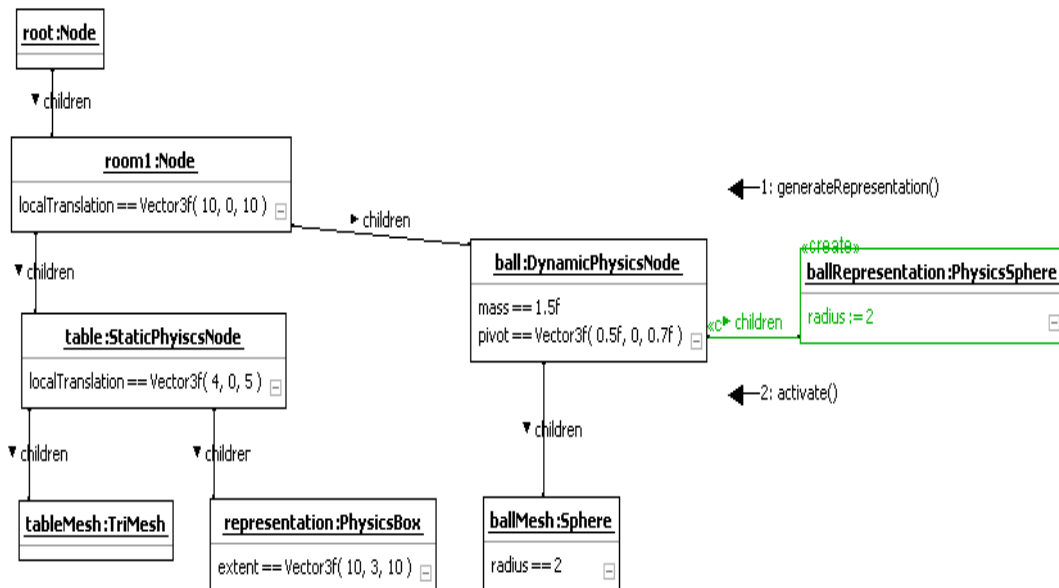 root :Node
children
room1 :Node
localTranslation == Vector3f( 10, 0, 10 )
children
children
1: generateRepresentation()
ball :DynamicPhysicsNode
mass == 1.5f
pivot == Vector3f( 0.5f, 0, 0.7f )
«create»
ballRepresentation :PhysicsSphere
radius := 2
«c
children
2: activate()
table :StaticPhyiscsNode
localTranslation == Vector3f( 4, 0, 5 )
children
children
children
tableMesh :TriMesh
representation :PhysicsBox
extent == Vector3f( 10, 3, 10 )
ballMesh :Sphere
radius == 2